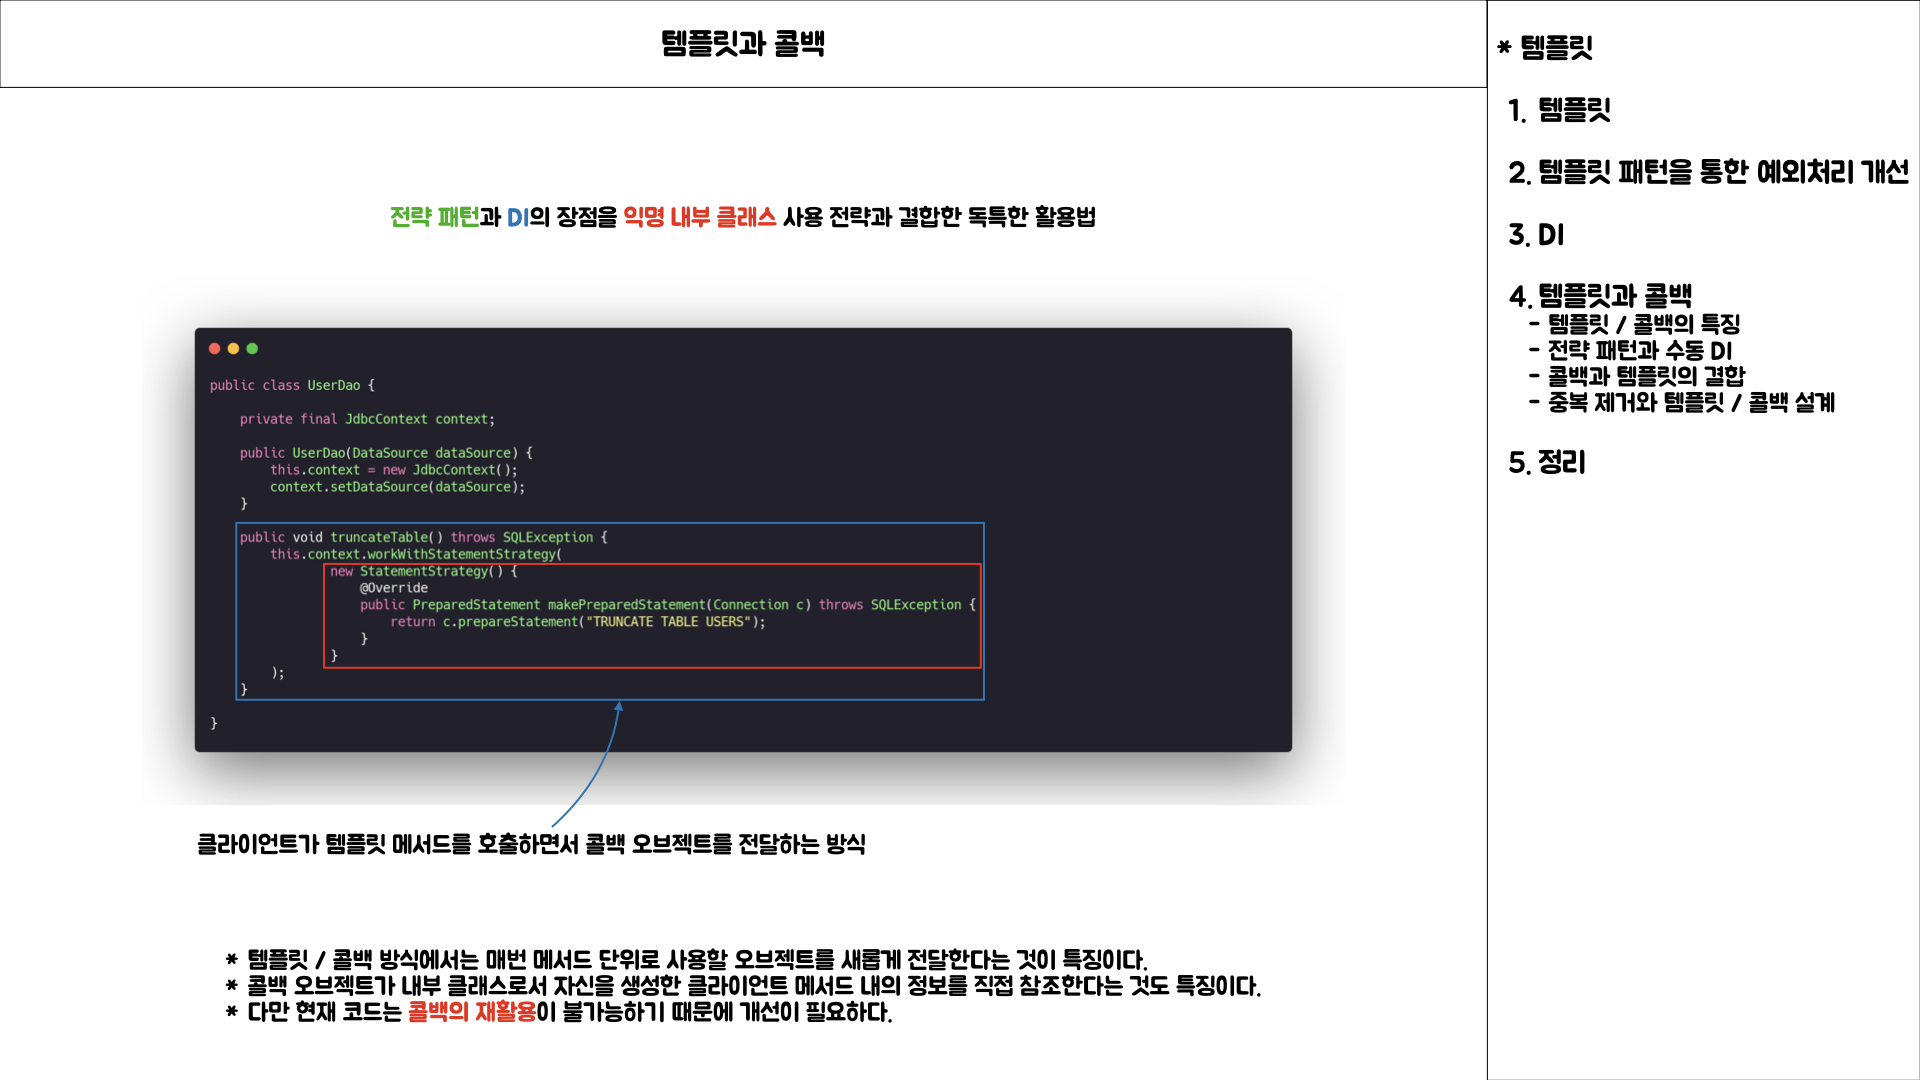 템플릿과 콜백
전략 패턴과 DI의 장점을 익명 내부 클래스 사용 전략과 결합한 독특한 활용법
public class UserDao {
    private final JdbcContext context;
    public UserDao(DataSource dataSource) {
        this.context = new JdbcContext();
        context.setDataSource(dataSource);
    }
    public void truncateTable() throws SQLException {
        this.context.workWithStatementStrategy(
                new StatementStrategy() {
                    @Override
                    public PreparedStatement makePreparedStatement(Connection c) throws SQLException {
                        return c.prepareStatement("TRUNCATE TABLE USERS");
                    }
                }
        );
    }
}
클라이언트가 템플릿 메서드를 호출하면서 콜백 오브젝트를 전달하는 방식
* 템플릿 / 콜백 방식에서는 매번 메서드 단위로 사용할 오브젝트를 새롭게 전달한다는 것이 특징이다.
* 콜백 오브젝트가 내부 클래스로서 자신을 생성한 클라이언트 메서드 내의 정보를 직접 참조한다는 것도 특징이다.
* 다만 현재 코드는 콜백의 재활용이 불가능하기 때문에 개선이 필요하다.
* 템플릿
1. 템플릿
2. 템플릿 패턴을 통한 예외처리 개선
3. DI
4. 템플릿과 콜백
- 템플릿 / 콜백의 특징
- 전략 패턴과 수동 DI
- 콜백과 템플릿의 결합
- 중복 제거와 템플릿 / 콜백 설계
5. 정리